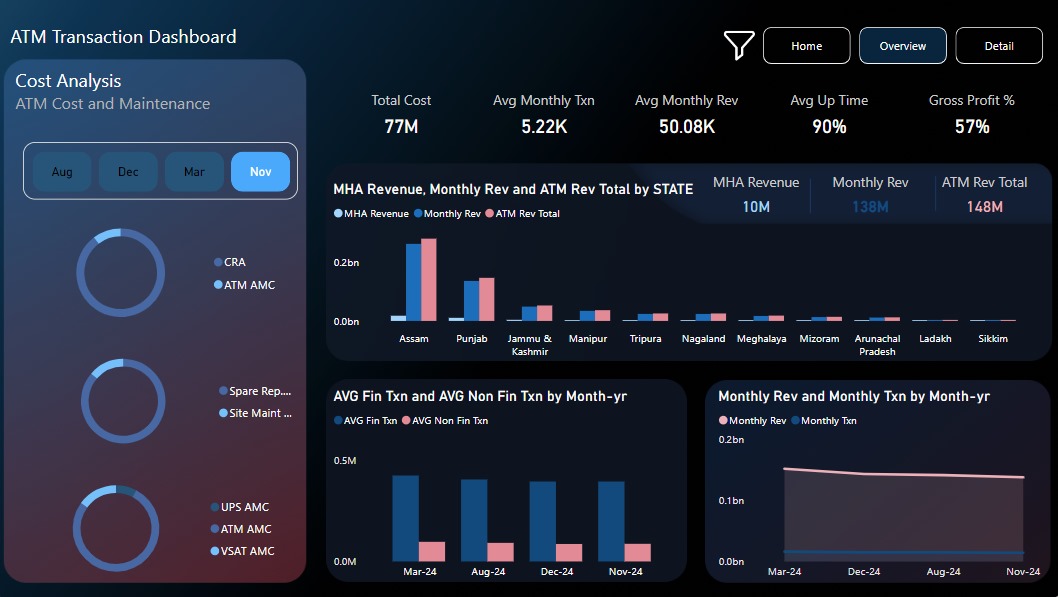 ATM Transaction Dashboard
Home
Overview
Detail
Cost Analysis
ATM Cost and Maintenance
Aug
Dec
Mar
Nov
CRA
ATM AMC
Spare Rep....
Site Maint ...
UPS AMC
ATM AMC
VSAT AMC
Total Cost
77M
Avg Monthly Txn
5.22K
Avg Monthly Rev
50.08K
Avg Up Time
90%
Gross Profit %
57%
MHA Revenue, Monthly Rev and ATM Rev Total by STATE
MHA Revenue
Monthly Rev
ATM Rev Total
MHA Revenue
10M
Monthly Rev
138M
ATM Rev Total
148M
0.2bn
0.0bn
Assam
Punjab
Jammu &
Kashmir
Manipur
Tripura
Nagaland
Meghalaya
Mizoram
Arunachal
Pradesh
Ladakh
Sikkim
AVG Fin Txn and AVG Non Fin Txn by Month-yr
AVG Fin Txn
AVG Non Fin Txn
0.5M
0.0M
Mar-24
Aug-24
Dec-24
Nov-24
Monthly Rev and Monthly Txn by Month-yr
Monthly Rev
Monthly Txn
0.2bn
0.1bn
0.0bn
Mar-24
Dec-24
Aug-24
Nov-24